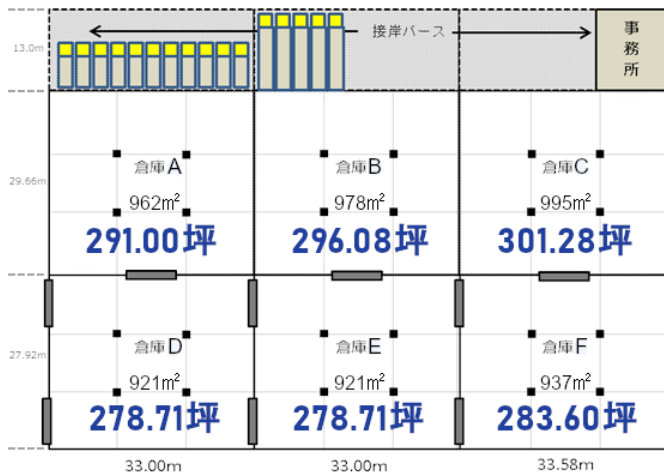 13.0m
接岸バース
事務所
29.66m
倉庫A
962m²
291.00坪
倉庫B
978m²
296.08坪
倉庫C
995m²
301.28坪
27.92m
倉庫D
921m²
278.71坪
倉庫E
921m²
278.71坪
倉庫F
937m²
283.60坪
33.00m
33.00m
33.58m